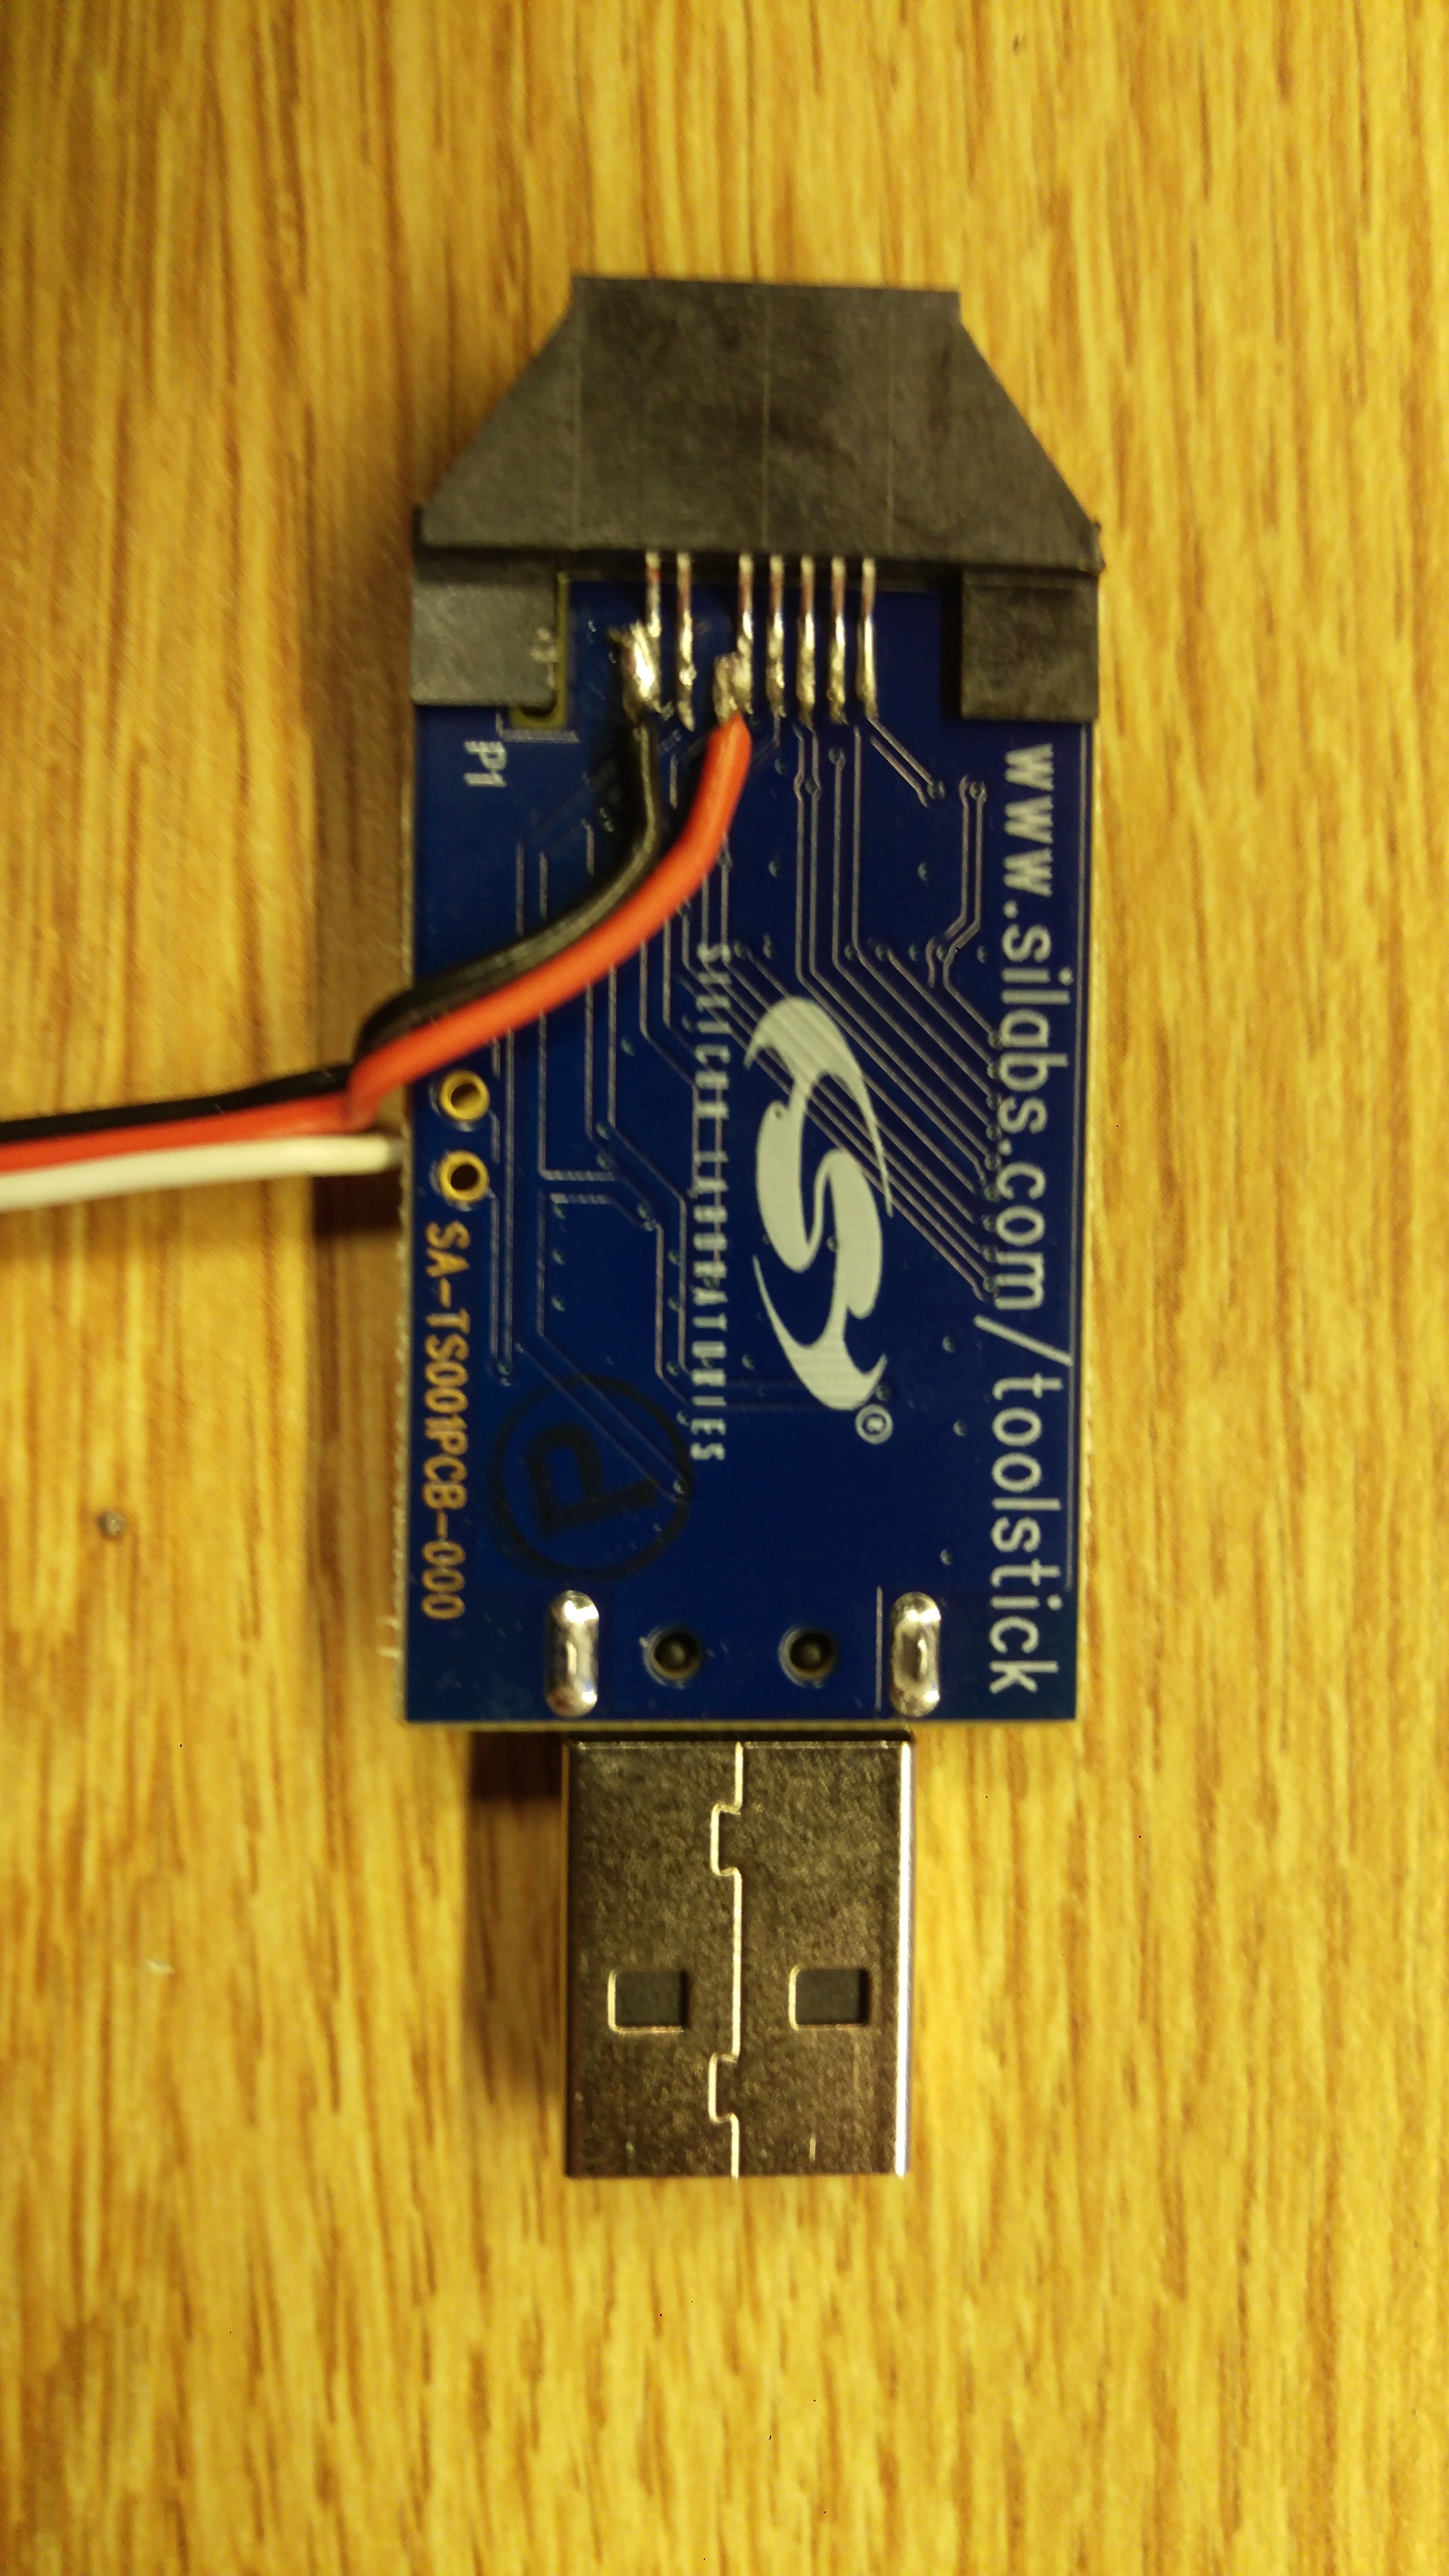 www.silabs.com/toolstick
SILICON LABORATORIES
®
P1
SA-TS001PCB-000
P